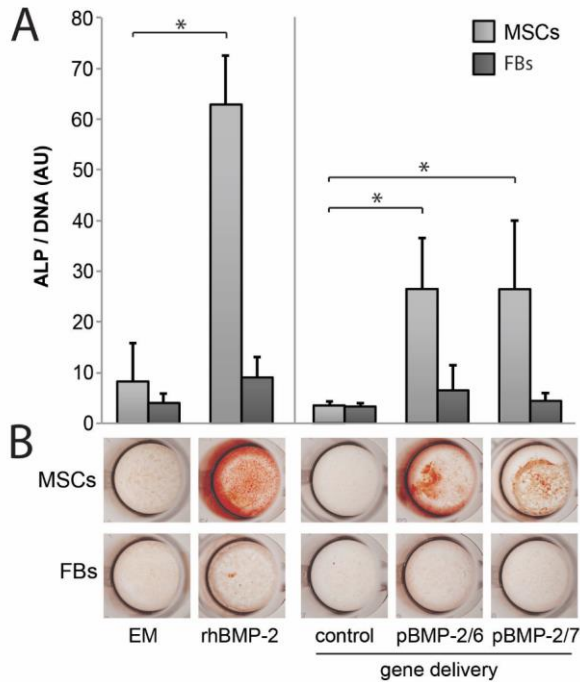 A
80
70
60
50
40
30
20
10
0
ALP / DNA (AU)
*
*
*
MSCs
FBs
B
MSCs
FBs
EM rhBMP-2 control pBMP-2/6 pBMP-2/7
gene delivery